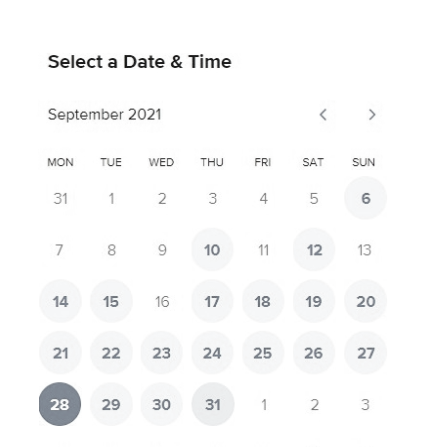 Select a Date & Time
September 2021
MON TUE WED THU FRI SAT SUN
31 1 2 3 4 5 6
7 8 9 10 11 12 13
14 15 16 17 18 19 20
21 22 23 24 25 26 27
28 29 30 31 1 2 3